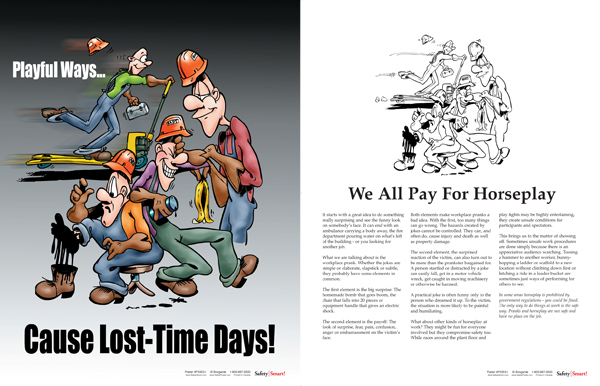 Playful Ways...
Cause Lost-Time Days!
Safety Smart!
We All Pay For Horseplay
It starts with a great idea to do something
really surprising and see the funny look
on somebody's face. It can end with an
ambulance carrying a body away, the fire
department pouring water on what's left
of the building - or you looking for
another job.
What we are talking about is the
workplace prank. Whether the jokes are
simple or elaborate, slapstick or subtle,
they probably have some elements in
common.
The first element is the big surprise: The
homemade bomb that goes boom, the
chair that falls into 20 pieces or
equipment handle that gives an electric
shock.
The second element is the payoff: The
look of surprise, fear, pain, confusion,
anger or embarrassment on the victim's
face.
Both elements make workplace pranks a
bad idea. With the first, too many things
can go wrong. The hazards created by
jokes cannot be controlled. They can, and
often do, cause injury and death as well
as property damage.
The second element, the surprised
reaction of the victim, can also turn out to
be more than the prankster bargained for.
A person startled or distracted by a joke
can easily fall, get in a motor vehicle
wreck, get caught in moving machinery
or otherwise be harmed.
A practical joke is often funny only to the
person who dreamed it up. To the victim,
the situation is more likely to be painful
and humiliating.
What about other kinds of horseplay at
work? They might be fun for everyone
involved but they compromise safety too.
While races around the plant floor and
play fights may be highly entertaining,
they create unsafe conditions for
participants and spectators.
This brings us to the matter of showing
off. Sometimes unsafe work procedures
are done simply because there is an
appreciative audience watching. Tossing
a hammer to another worker, bunny-
hopping a ladder or scaffold to a new
location without climbing down first or
hitching a ride in a loader bucket are
sometimes just ways of performing for
others to see.
In some areas horseplay is prohibited by
government regulations - you could be fined.
The only way to do things at work is the safe
way. Pranks and horseplay are not safe and
have no place on the job.
Safety Smart!